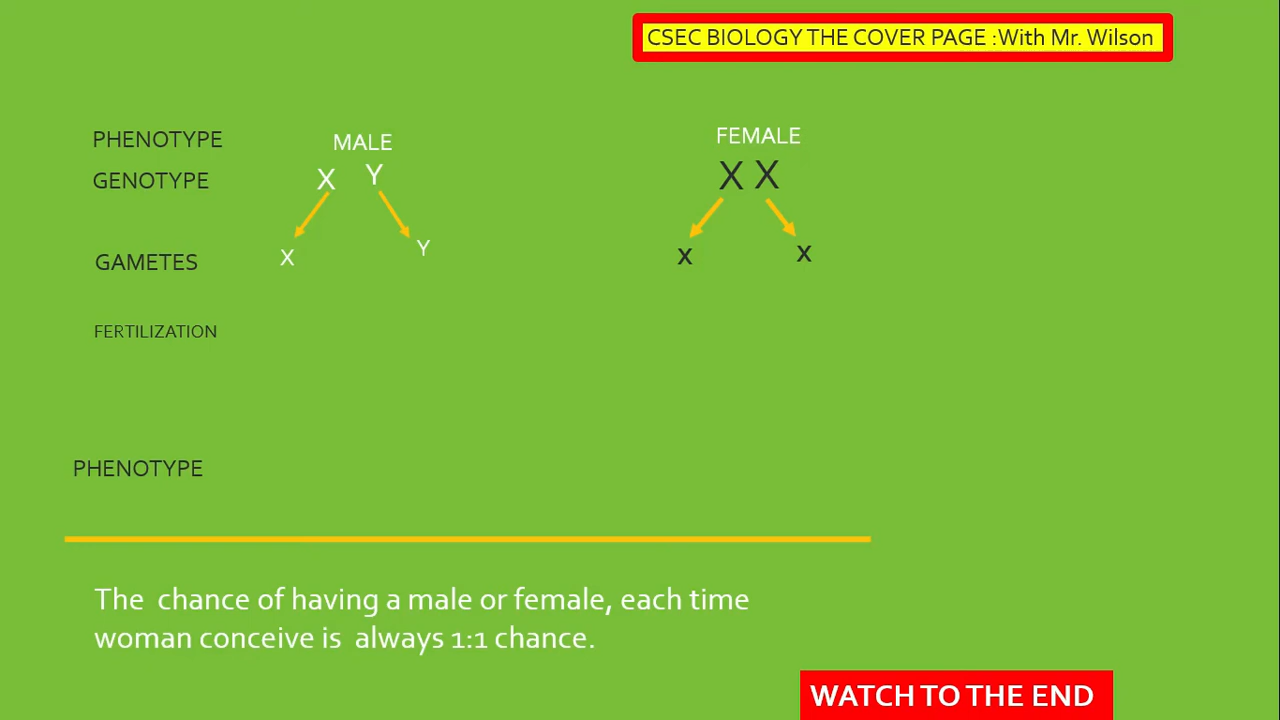 CSEC BIOLOGY THE COVER PAGE :With Mr. Wilson
PHENOTYPE MALE FEMALE
GENOTYPE X Y X X
GAMETES X Y x x
FERTILIZATION
PHENOTYPE
The chance of having a male or female, each time
woman conceive is always 1:1 chance.
WATCH TO THE END